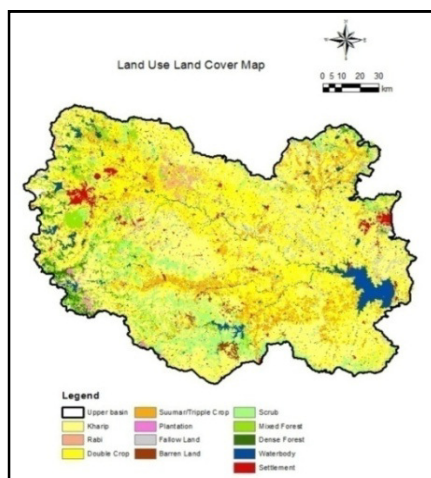 Land Use Land Cover Map
0 5 10 20 30
km
Legend
Upper basin
Kharip
Rabi
Double Crop
Suumar/Tripple Crop
Plantation
Fallow Land
Barren Land
Scrub
Mixed Forest
Dense Forest
Waterbody
Settlement